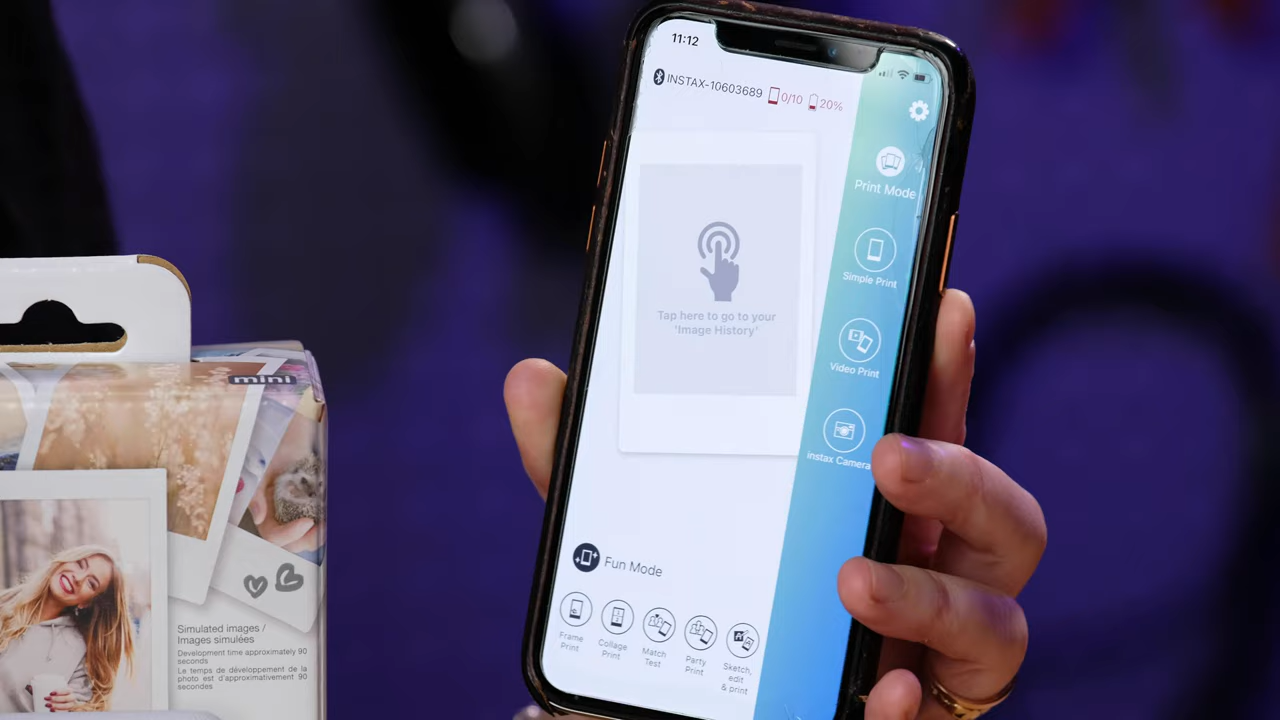 11:12
INSTAX-10603689 0/10 20%
Print Mode
Simple Print
Tap here to go to your
'Image History'
Video Print
instax Camera
Fun Mode
Frame
Print
Collage
Print
Match
Test
Party
Print
Sketch,
edit
& print
mini
Simulated images /
Images simulées
Development time approximately 90
seconds
Le temps de développement de la
photo est d'approximativement 90
secondes